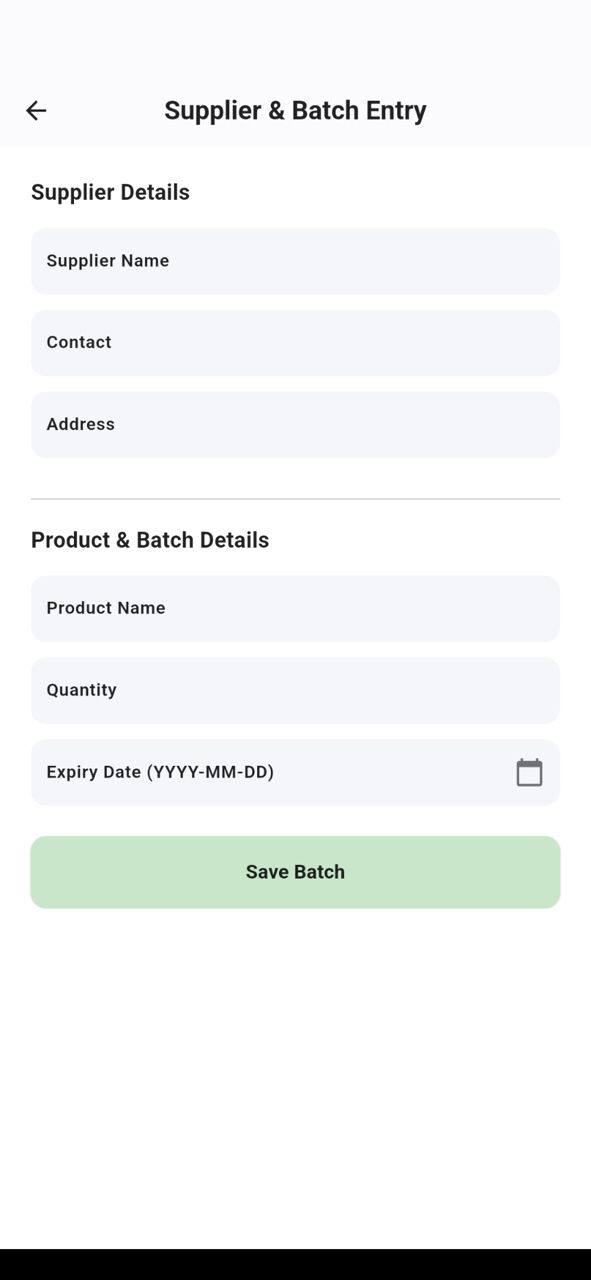 Supplier & Batch Entry
Supplier Details
Supplier Name
Contact
Address
Product & Batch Details
Product Name
Quantity
Expiry Date (YYYY-MM-DD)
Save Batch